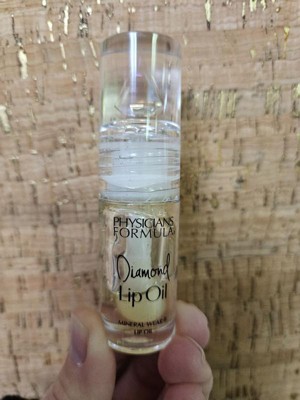 PHYSICIANS
FORMULA
Diamond
Lip Oil
MINERAL WEAR®
LIP OIL